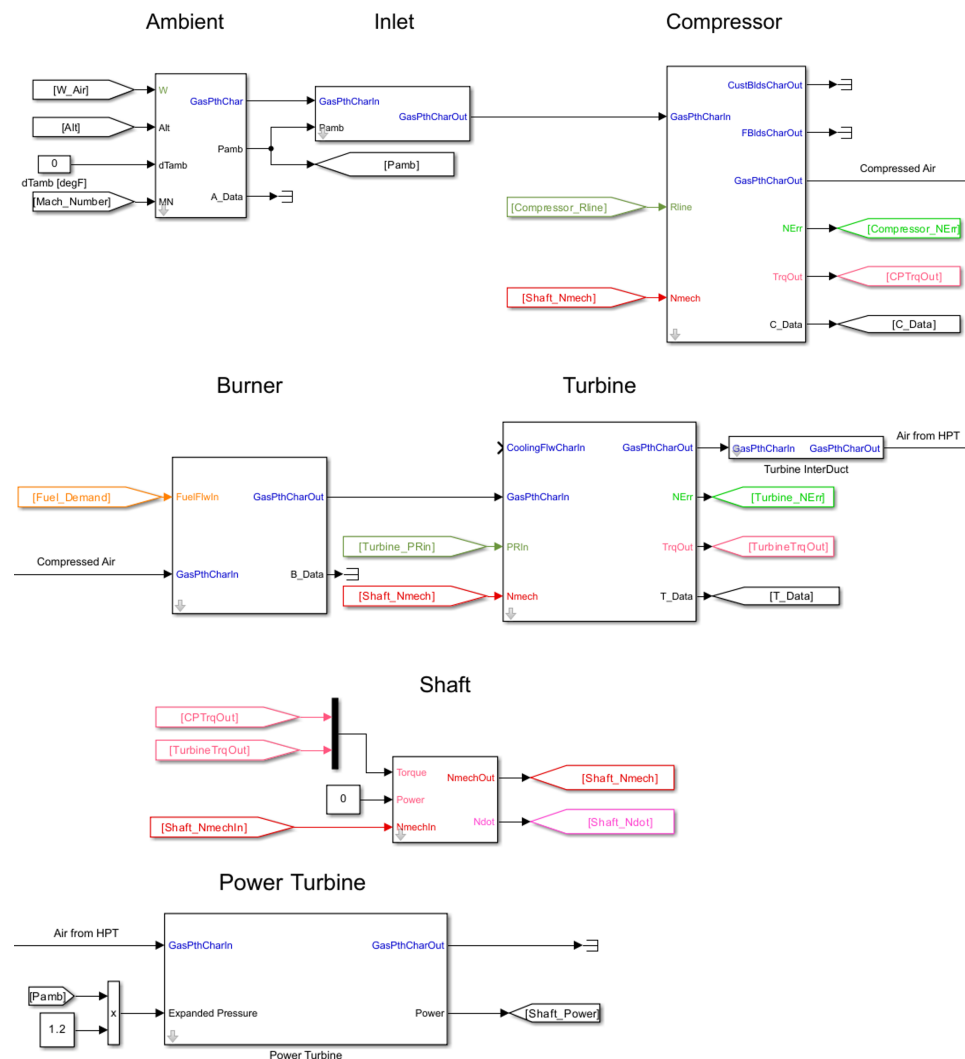 Ambient
Inlet
Compressor
[W_Air]
W
GasPthChar
[Alt]
Alt
0
dTamb
dTamb [degF]
Pamb
[Mach_Number]
MN
A_Data
GasPthCharIn
GasPthCharOut
Pamb
[Pamb]
CustBldsCharOut
GasPthCharIn
FBldsCharOut
GasPthCharOut
Compressed Air
[Compressor_Rline]
Rline
NErr
[Compressor_NErr]
TrqOut
[CPTrqOut]
[Shaft_Nmech]
Nmech
C_Data
[C_Data]
Burner
Turbine
[Fuel_Demand]
FuelFlwIn
GasPthCharOut
Compressed Air
GasPthCharIn
B_Data
CoolingFlwCharIn
GasPthCharOut
GasPthCharIn
GasPthCharOut
Air from HPT
Turbine InterDuct
GasPthCharIn
NErr
[Turbine_NErr]
[Turbine_PRin]
PRIn
TrqOut
[TurbineTrqOut]
[Shaft_Nmech]
Nmech
T_Data
[T_Data]
Shaft
[CPTrqOut]
[TurbineTrqOut]
Torque
NmechOut
[Shaft_Nmech]
0
Power
[Shaft_NmechIn]
NmechIn
Ndot
[Shaft_Ndot]
Power Turbine
Air from HPT
GasPthCharIn
GasPthCharOut
[Pamb]
x
1.2
Expanded Pressure
Power
[Shaft_Power]
Power Turbine